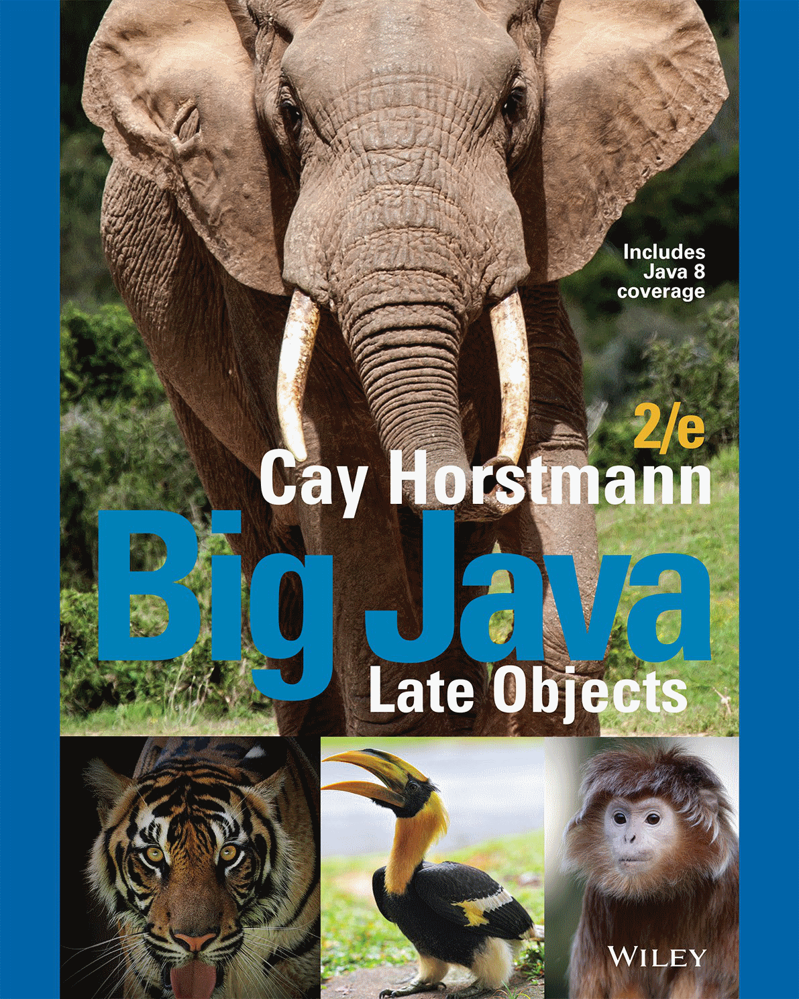 Includes
Java 8
coverage
2/e
Cay Horstmann
Big Java
Late Objects
WILEY